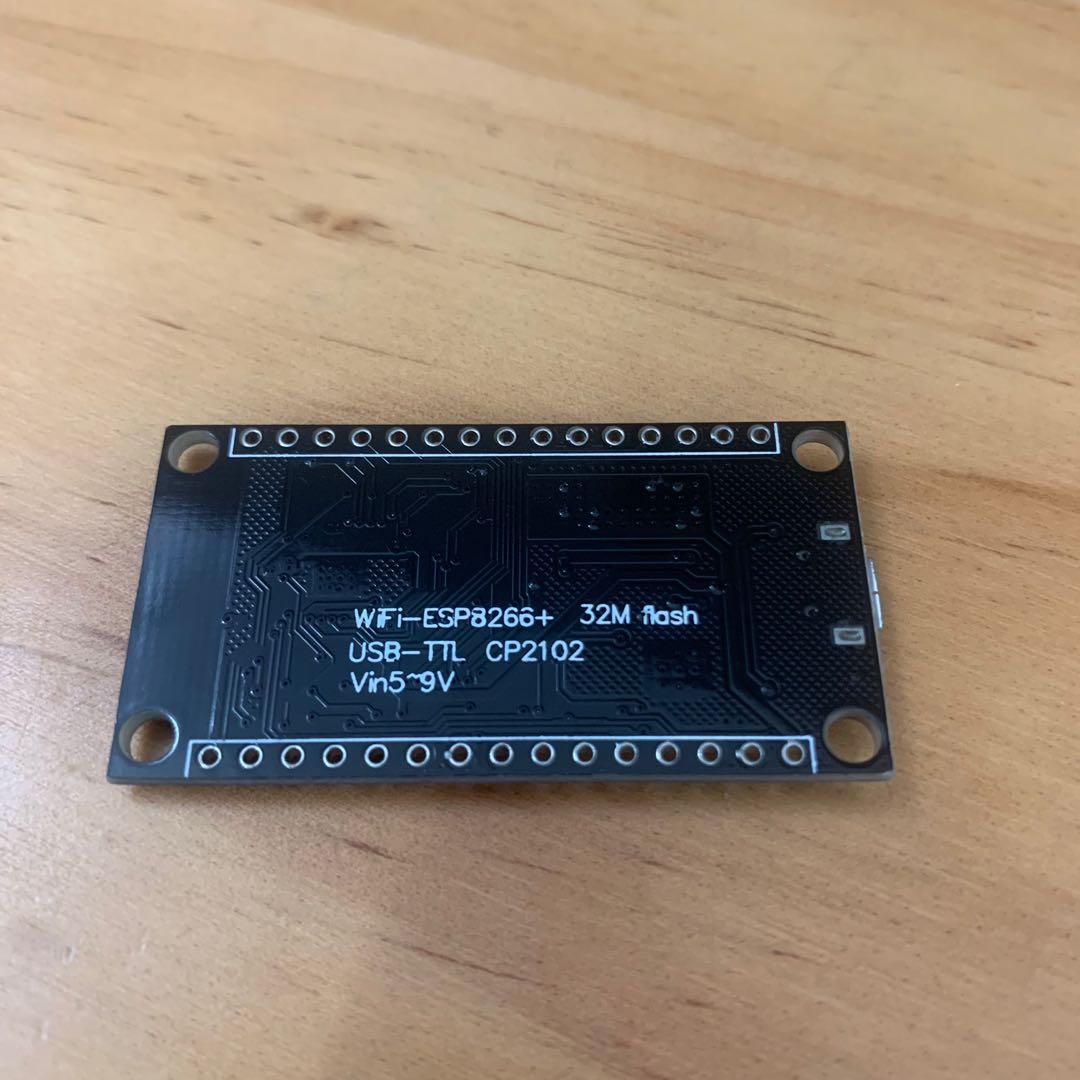 WiFi-ESP8266+ 32M flash
USB-TTL CP2102
Vin5~9V